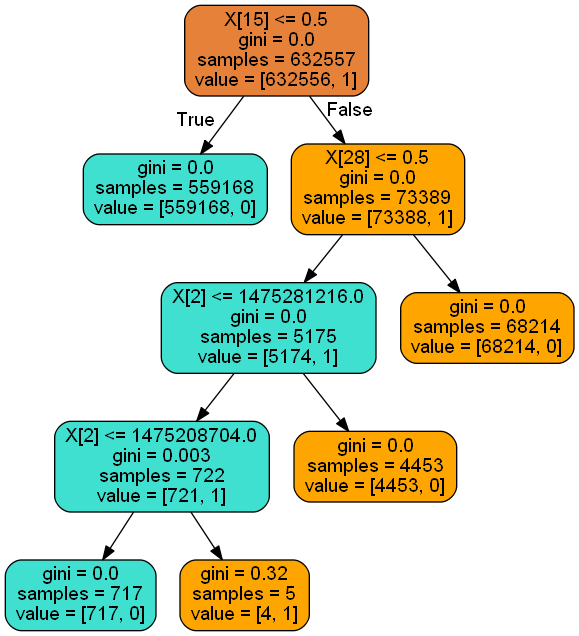 X[15] <= 0.5
gini = 0.0
samples = 632557
value = [632556, 1]
True
False
gini = 0.0
samples = 559168
value = [559168, 0]
X[28] <= 0.5
gini = 0.0
samples = 73389
value = [73388, 1]
X[2] <= 1475281216.0
gini = 0.0
samples = 5175
value = [5174, 1]
gini = 0.0
samples = 68214
value = [68214, 0]
X[2] <= 1475208704.0
gini = 0.003
samples = 722
value = [721, 1]
gini = 0.0
samples = 4453
value = [4453, 0]
gini = 0.0
samples = 717
value = [717, 0]
gini = 0.32
samples = 5
value = [4, 1]